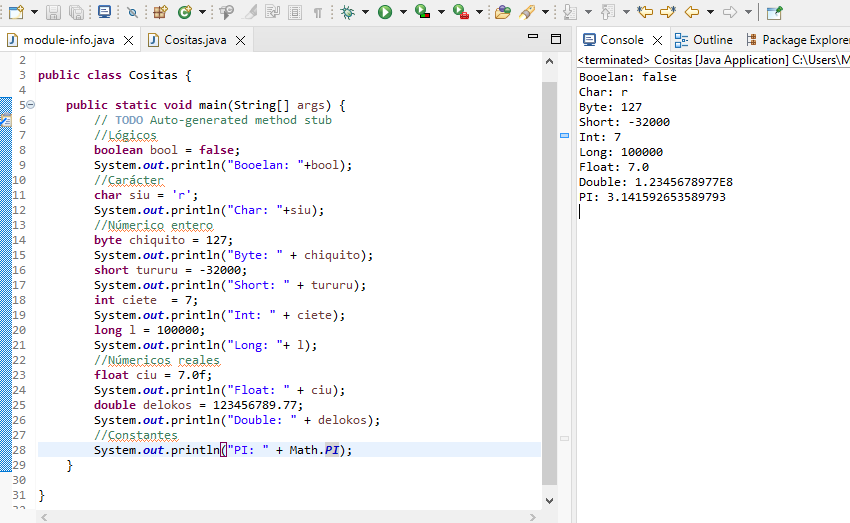 module-info.java
Cositas.java
2
3 public class Cositas {
4
5 public static void main(String[] args) {
6 // TODO Auto-generated method stub
7 //Lógicos
8 boolean bool = false;
9 System.out.println("Booelan: "+bool);
10 //Carácter
11 char siu = 'r';
12 System.out.println("Char: "+siu);
13 //Númerico entero
14 byte chiquito = 127;
15 System.out.println("Byte: " + chiquito);
16 short tururu = -32000;
17 System.out.println("Short: " + tururu);
18 int ciete  = 7;
19 System.out.println("Int: " + ciete);
20 long l = 100000;
21 System.out.println("Long: "+ l);
22 //Númericos reales
23 float ciu = 7.0f;
24 System.out.println("Float: " + ciu);
25 double delokos = 123456789.77;
26 System.out.println("Double: " + delokos);
27 //Constantes
28 System.out.println("PI: " + Math.PI);
29 }
30
31 }
Console
Outline
Package Explorer
<terminated> Cositas [Java Application] C:\Users\M
Booelan: false
Char: r
Byte: 127
Short: -32000
Int: 7
Long: 100000
Float: 7.0
Double: 1.2345678977E8
PI: 3.141592653589793